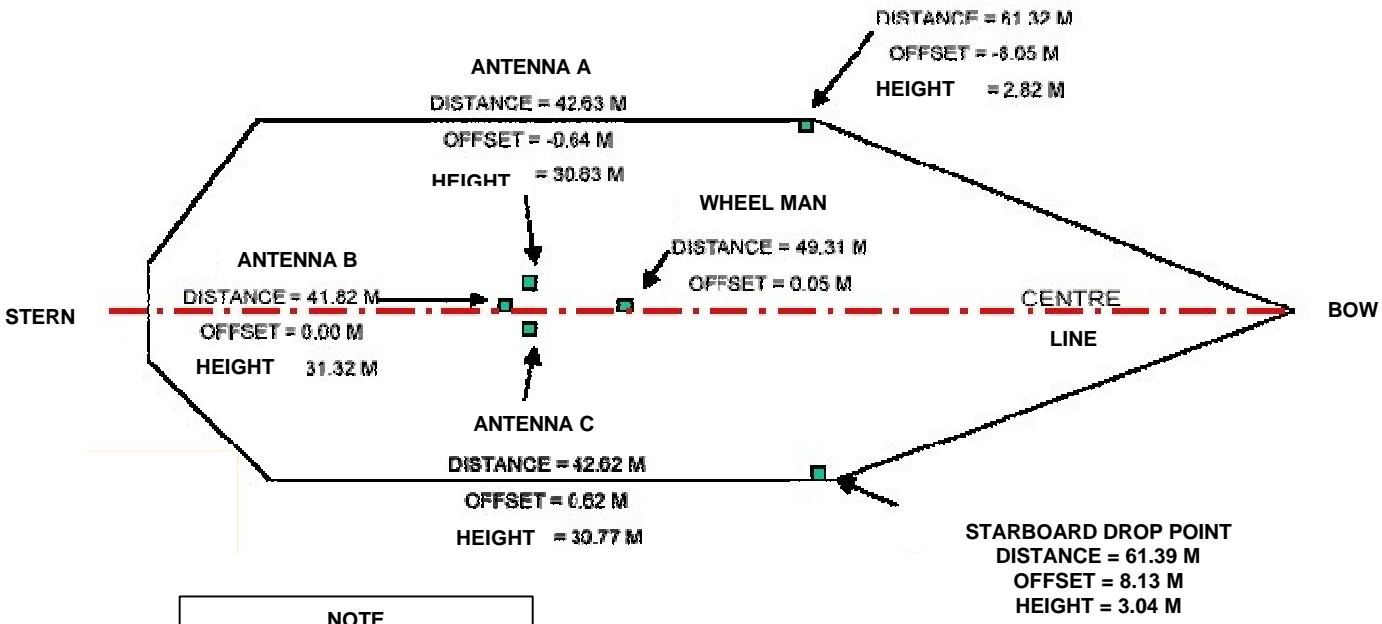 DISTANCE = 61.32 M
OFFSET = -8.05 M
HEIGHT = 2.82 M
ANTENNA A
DISTANCE = 42.63 M
OFFSET = -0.64 M
HEIGHT = 30.83 M
WHEEL MAN
DISTANCE = 49.31 M
OFFSET = 0.05 M
ANTENNA B
DISTANCE = 41.82 M
OFFSET = 0.00 M
HEIGHT 31.32 M
STERN
CENTRE
LINE
BOW
ANTENNA C
DISTANCE = 42.62 M
OFFSET = 0.62 M
HEIGHT = 30.77 M
STARBOARD DROP POINT
DISTANCE = 61.39 M
OFFSET = 8.13 M
HEIGHT = 3.04 M
NOTE